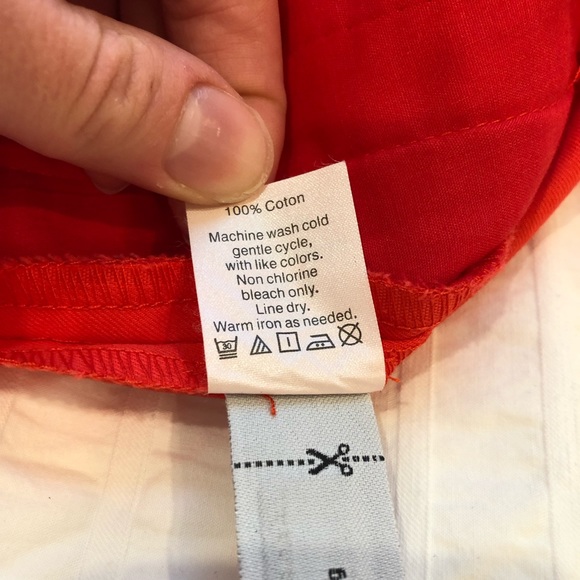 100% Coton
Machine wash cold
gentle cycle,
with like colors.
Non chlorine
bleach only.
Line dry.
Warm iron as needed.
30